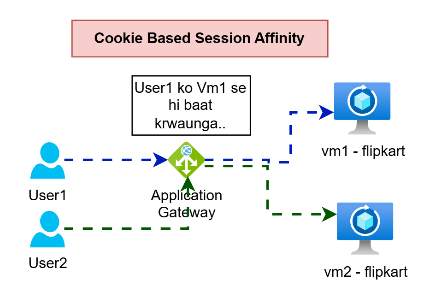 Cookie Based Session Affinity
User1 ko Vm1 se
hi baat
krwaunga..
vm1 - flipkart
User1
Application
Gateway
User2
vm2 - flipkart